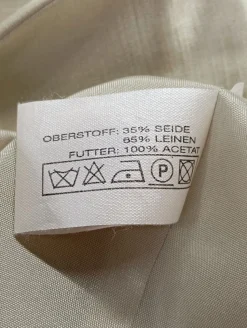 OBERSTOFF: 35% SEIDE
65% LEINEN
FUTTER: 100% ACETAT
P